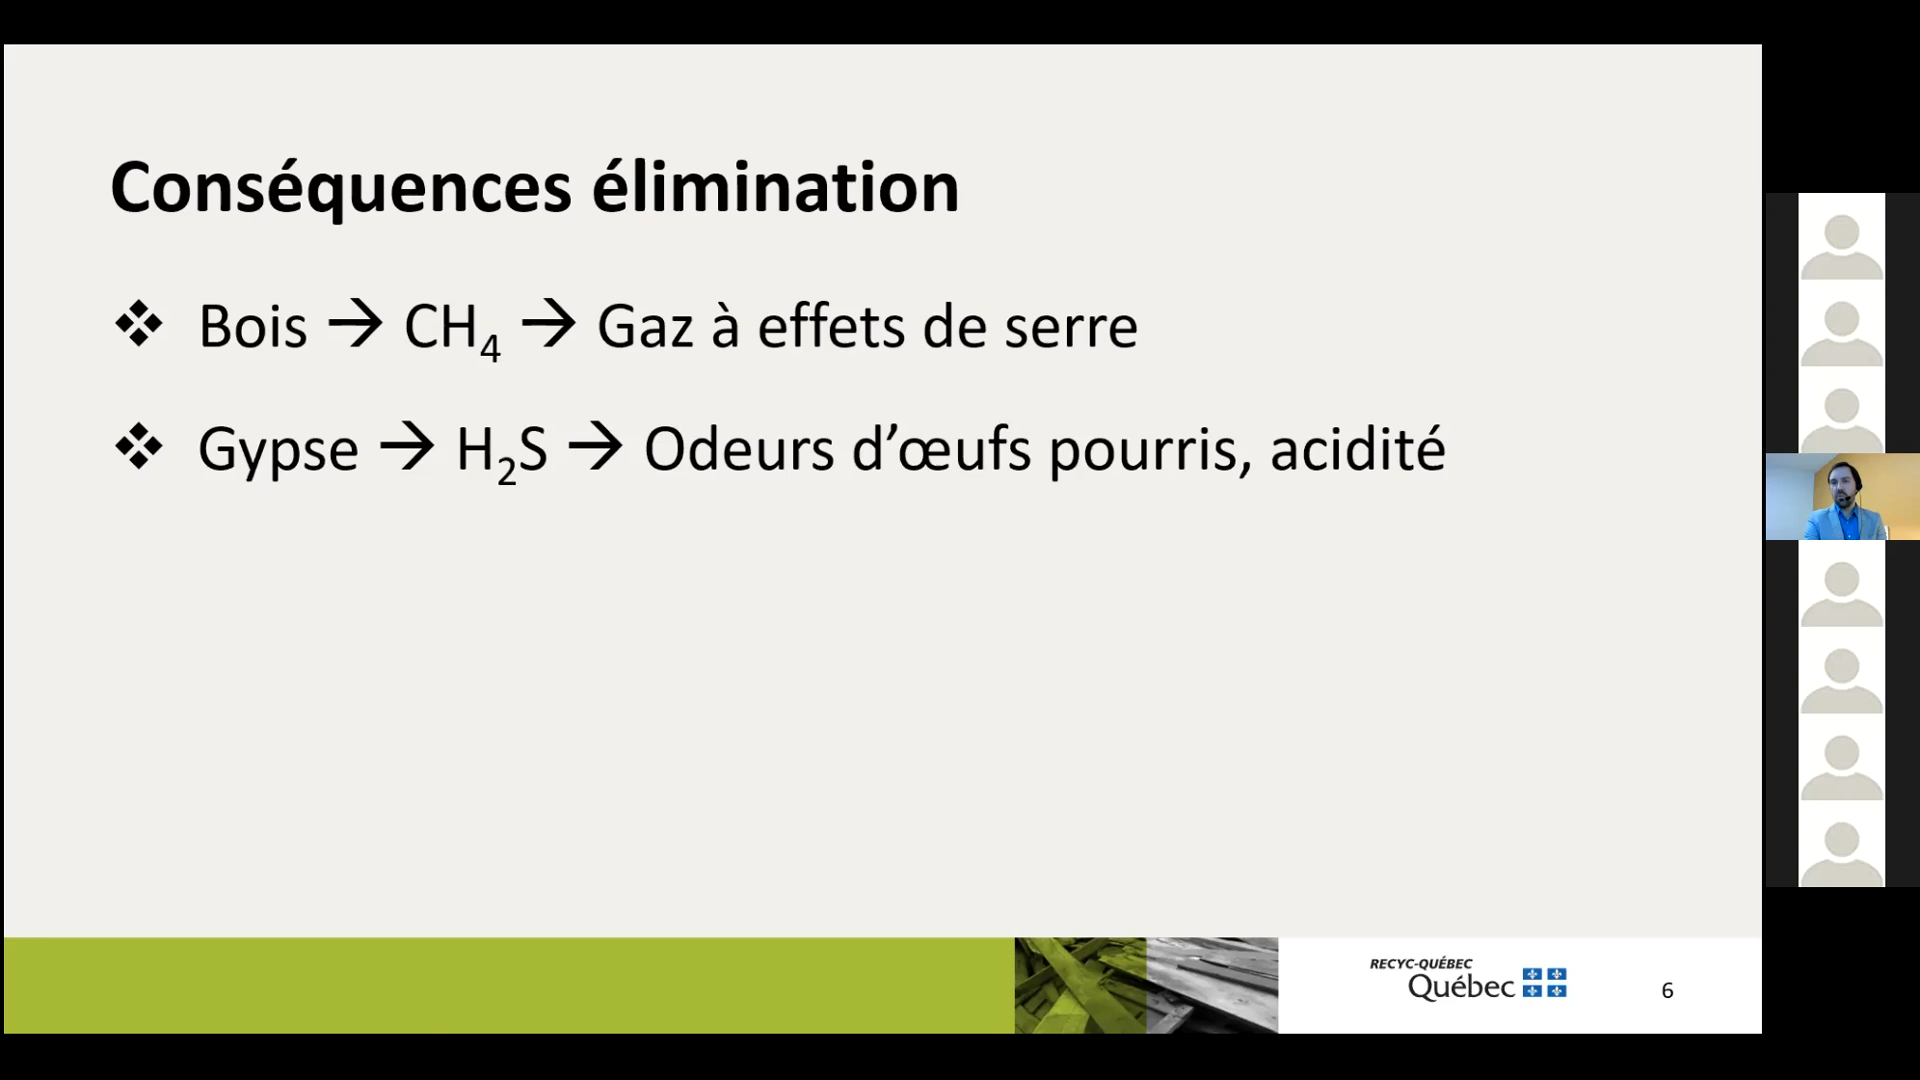 Conséquences élimination
❖ Bois → CH₄ → Gaz à effets de serre
❖ Gypse → H₂S → Odeurs d’œufs pourris, acidité
RECYC-QUÉBEC
Québec
6